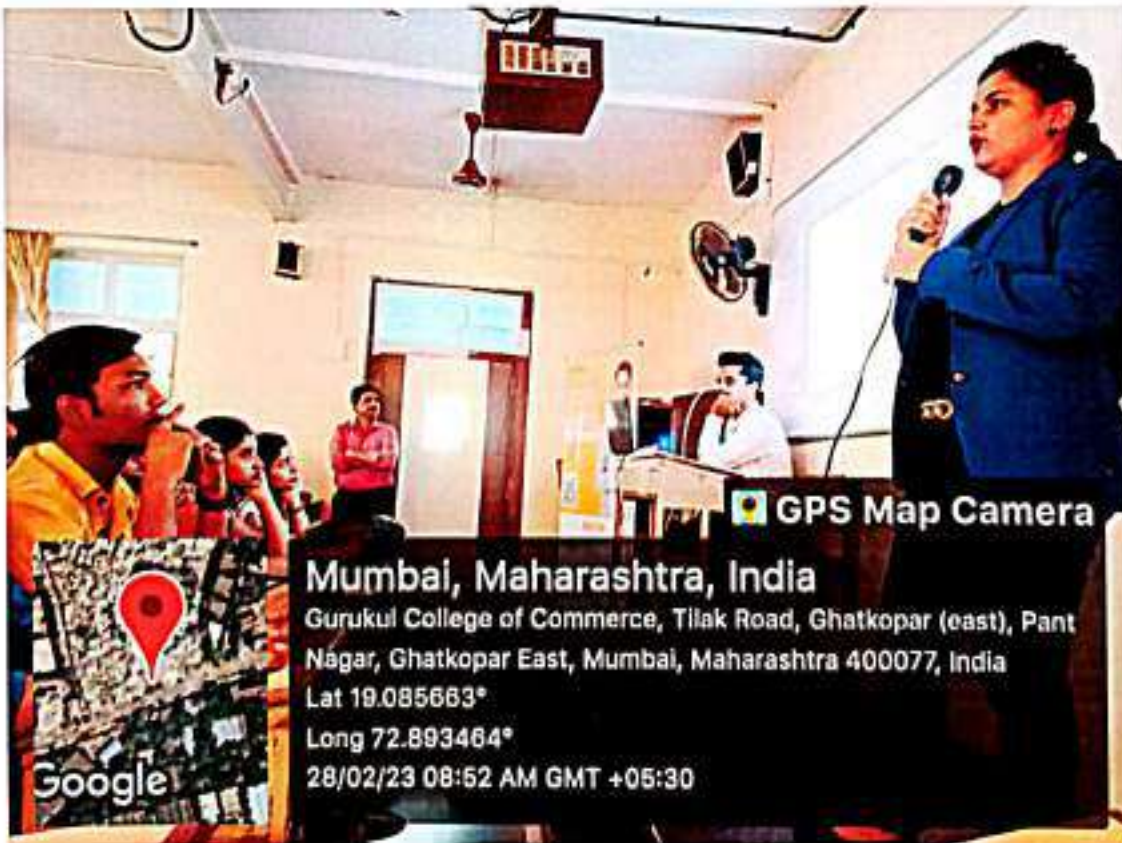 GPS Map Camera
Mumbai, Maharashtra, India
Gurukul College of Commerce, Tilak Road, Ghatkopar (east), Pant
Nagar, Ghatkopar East, Mumbai, Maharashtra 400077, India
Lat 19.085663°
Long 72.893464°
28/02/23 08:52 AM GMT +05:30
Google